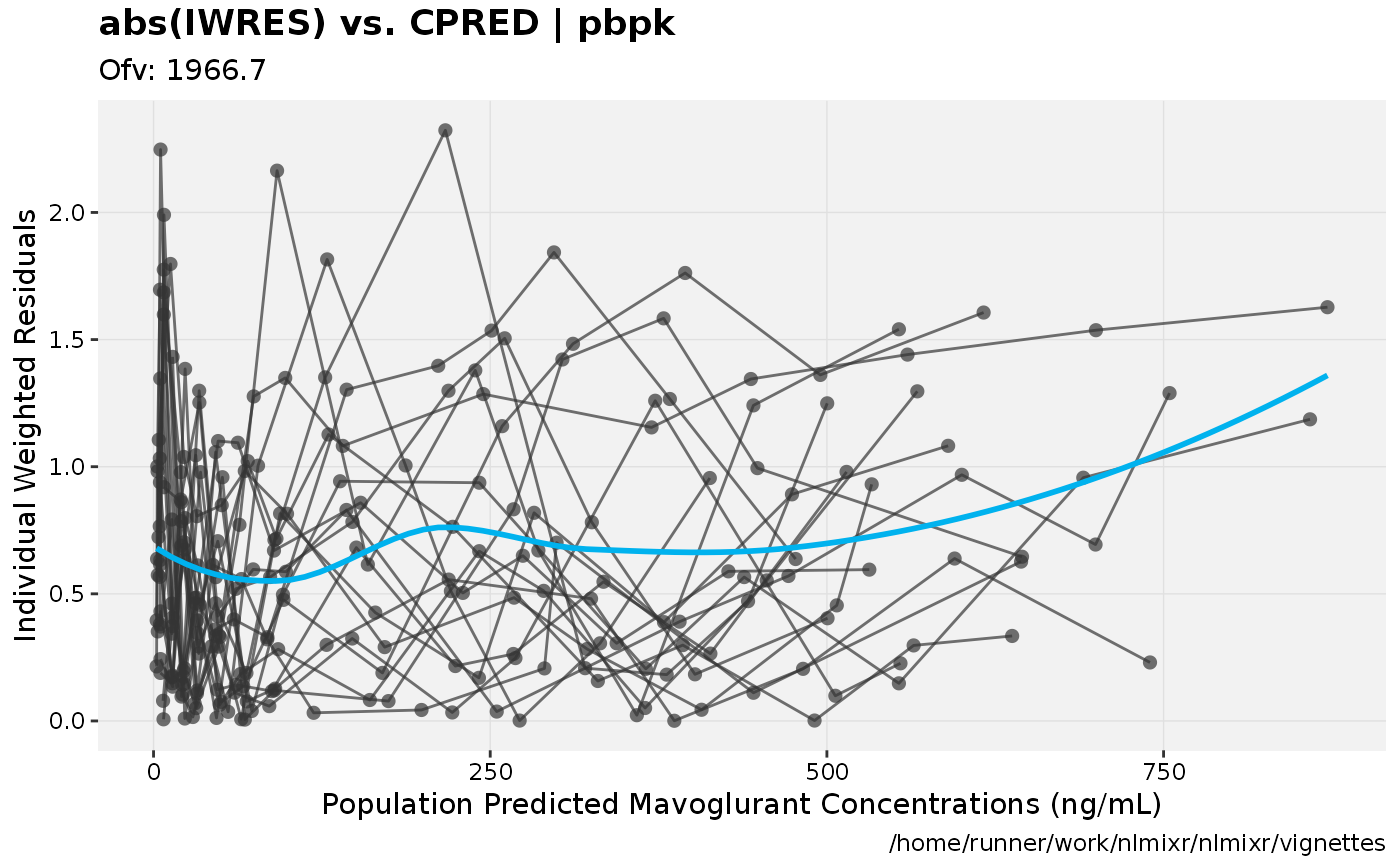 abs(IWRES) vs. CPRED | pbpk
Ofv: 1966.7
Individual Weighted Residuals
2.0
1.5
1.0
0.5
0.0
0
250
500
750
Population Predicted Mavoglurant Concentrations (ng/mL)
/home/runner/work/nlmixr/nlmixr/vignettes